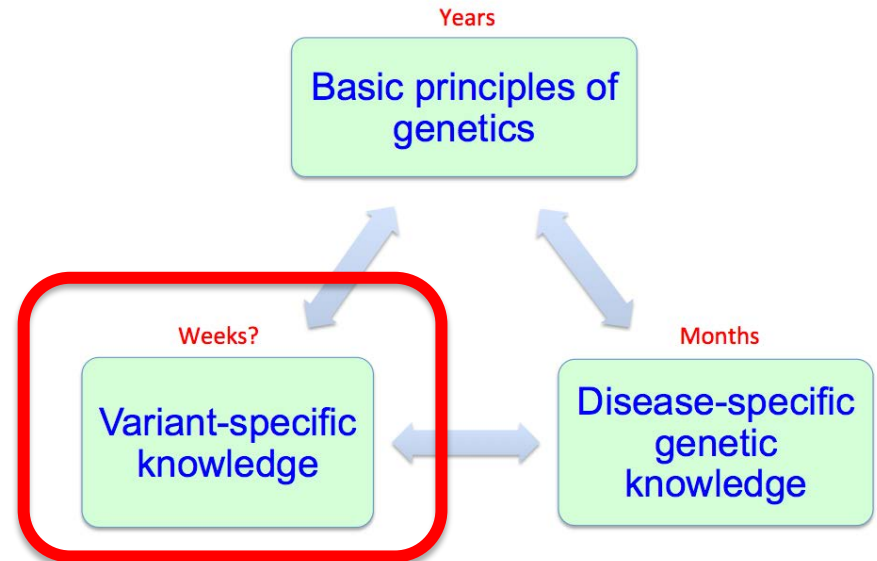 Years
Basic principles of
genetics
Weeks?
Months
Variant-specific
knowledge
Disease-specific
genetic
knowledge